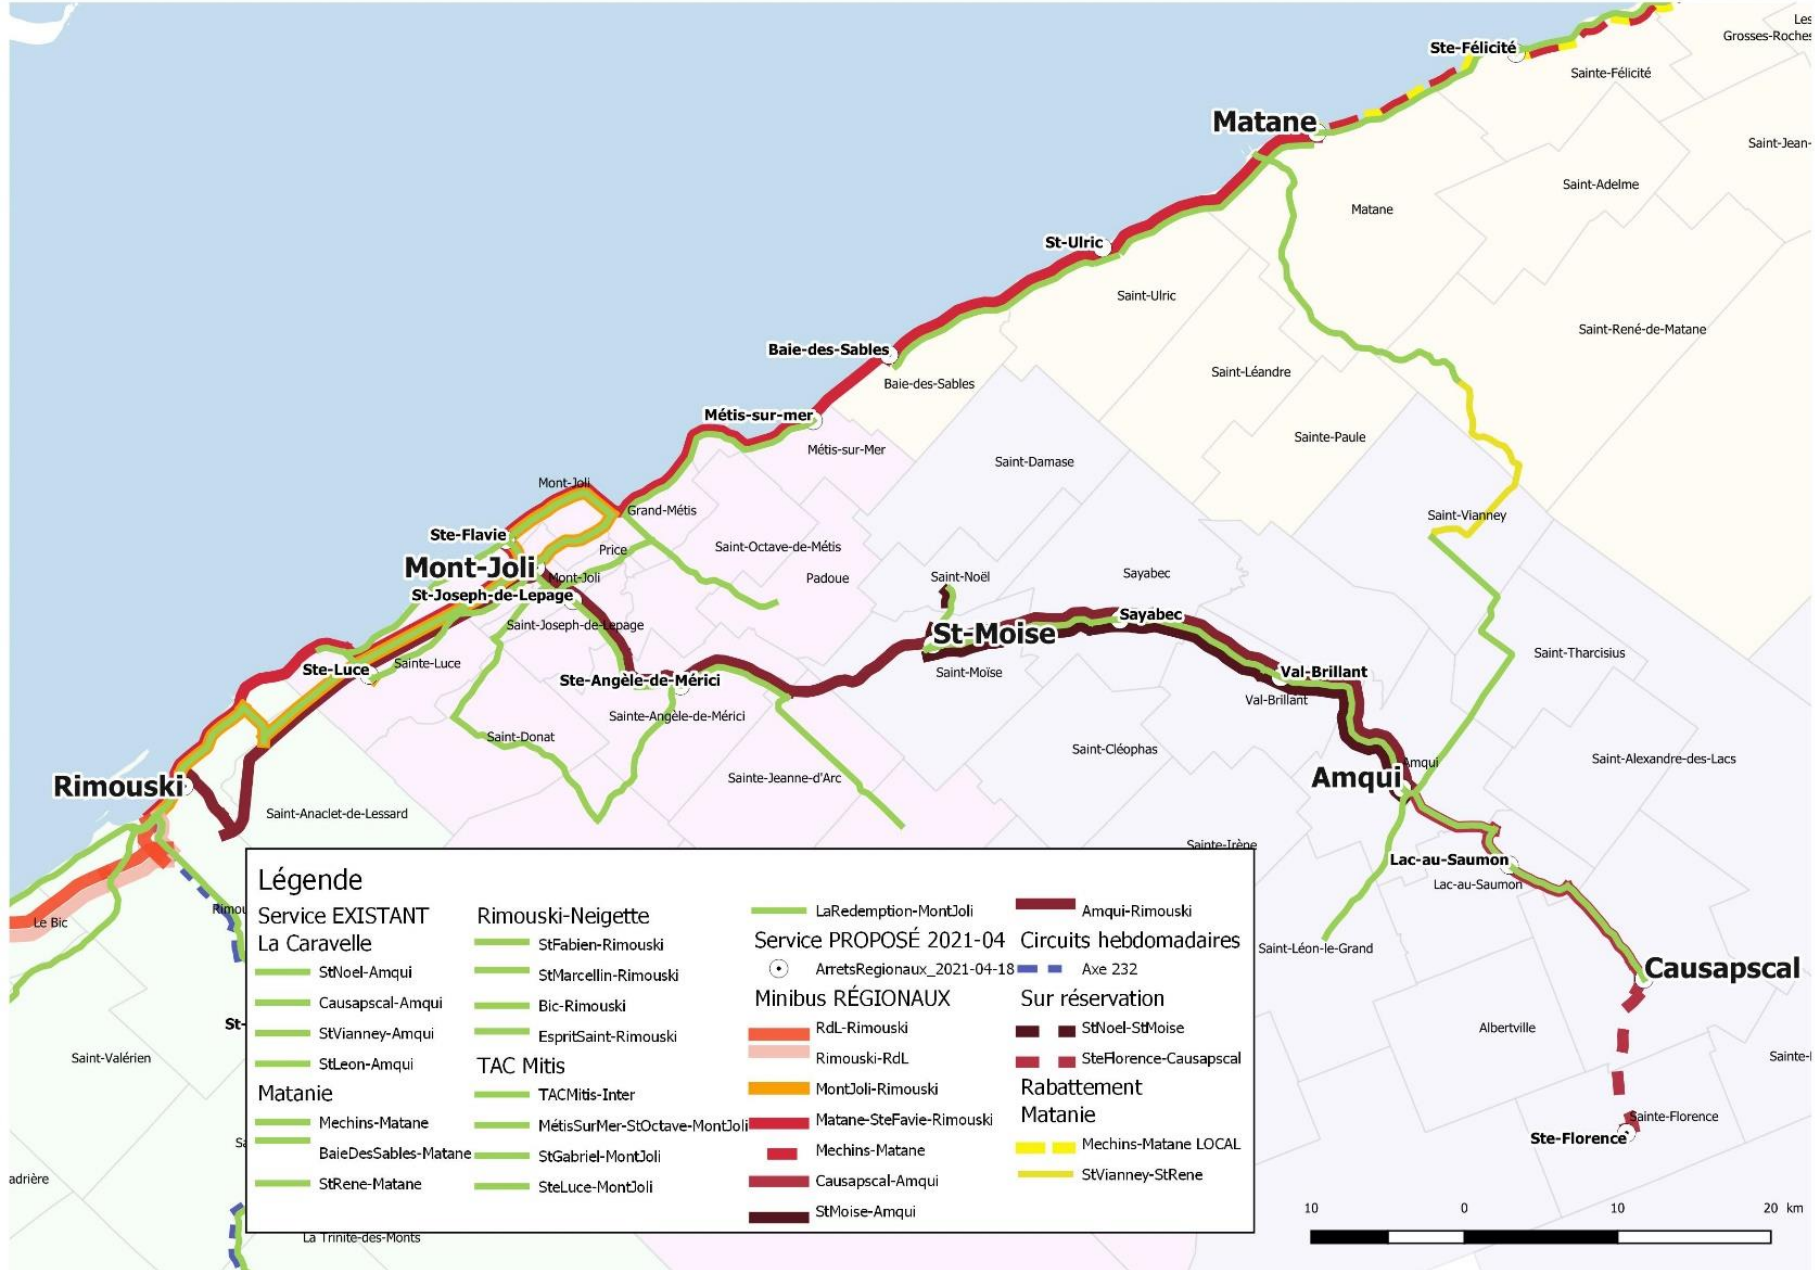 Les
Grosses-Roches
Ste-Félicité
Sainte-Félicité
Matane
Saint-Jean-
Saint-Adelme
Matane
St-Ulric
Saint-Ulric
Saint-René-de-Matane
Baie-des-Sables
Baie-des-Sables
Saint-Léandre
Métis-sur-mer
Métis-sur-Mer
Sainte-Paule
Saint-Damase
Mont-Joli
Grand-Métis
Saint-Vianney
Ste-Flavie
Price
Saint-Octave-de-Métis
Mont-Joli
Mont-Joli
Padoue
Saint-Noël
Sayabec
St-Joseph-de-Lepage
Sayabec
Saint-Joseph-de-Lepage
St-Moise
Saint-Tharcisius
Ste-Luce
Sainte-Luce
Saint-Moïse
Val-Brillant
Ste-Angèle-de-Mérici
Val-Brillant
Sainte-Angèle-de-Mérici
Saint-Donat
Saint-Cléophas
Saint-Alexandre-des-Lacs
Amqui
Amqui
Sainte-Jeanne-d'Arc
Rimouski
Saint-Anaclet-de-Lessard
Sainte-Irène
Lac-au-Saumon
Lac-au-Saumon
Le Bic
Rimou
Saint-Léon-le-Grand
Causapscal
St-
Albertville
Saint-Valérien
Sainte-
Sainte-Florence
Ste-Florence
Sa
adrière
La Trinite-des-Monts
Légende
Service EXISTANT
La Caravelle
StNoel-Amqui
Causapscal-Amqui
StVianney-Amqui
StLeon-Amqui
Matanie
Mechins-Matane
BaieDesSables-Matane
StRene-Matane
Rimouski-Neigette
StFabien-Rimouski
StMarcellin-Rimouski
Bic-Rimouski
EspritSaint-Rimouski
TAC Mitis
TACMitis-Inter
MétisSurMer-StOctave-MontJoli
StGabriel-MontJoli
SteLuce-MontJoli
LaRedemption-MontJoli
Service PROPOSÉ 2021-04
ArretsRegionaux_2021-04-18
Minibus RÉGIONAUX
RdL-Rimouski
Rimouski-RdL
MontJoli-Rimouski
Matane-SteFavie-Rimouski
Mechins-Matane
Causapscal-Amqui
StMoise-Amqui
Amqui-Rimouski
Circuits hebdomadaires
Axe 232
Sur réservation
StNoel-StMoise
SteFlorence-Causapscal
Rabattement
Matanie
Mechins-Matane LOCAL
StVianney-StRene
10 0 10 20 km